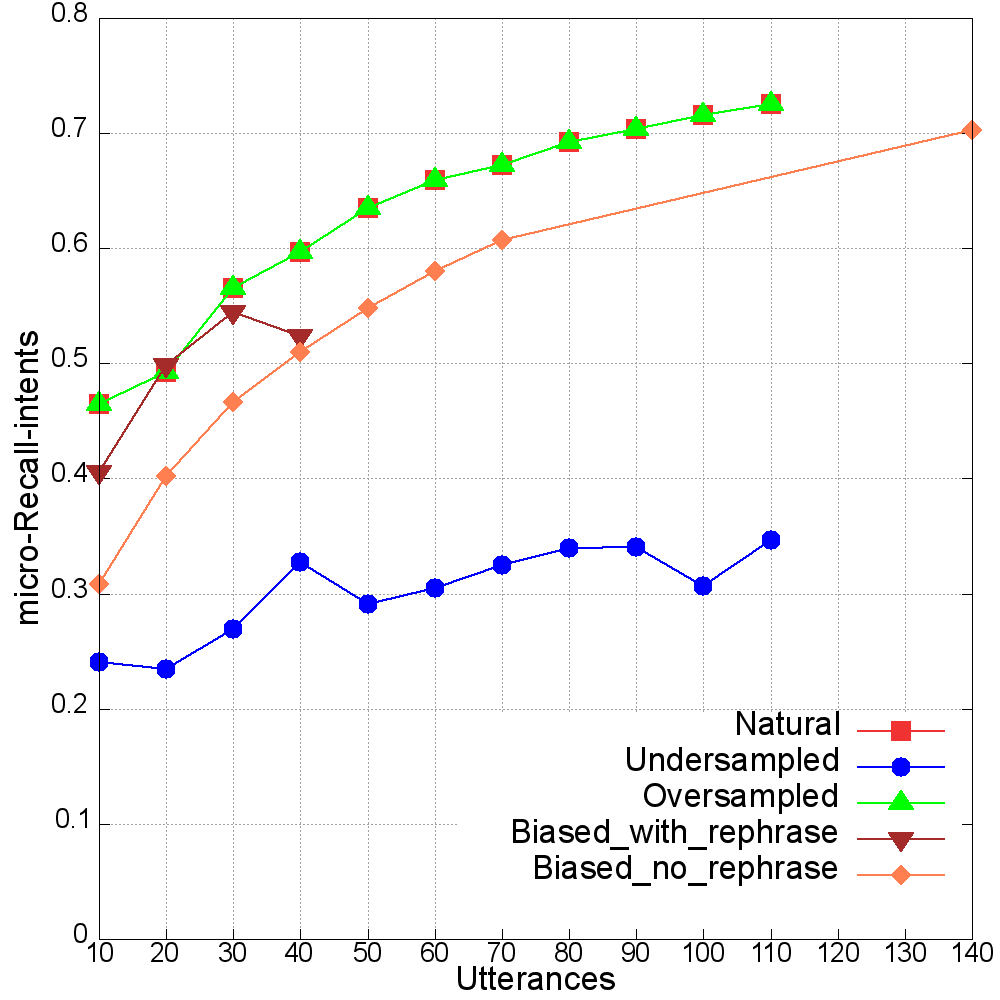 0.8
0.7
0.6
0.5
0.4
0.3
0.2
0.1
0
micro-Recall-intents
Natural
Undersampled
Oversampled
Biased_with_rephrase
Biased_no_rephrase
10 20 30 40 50 60 70 80 90 100 110 120 130 140
Utterances